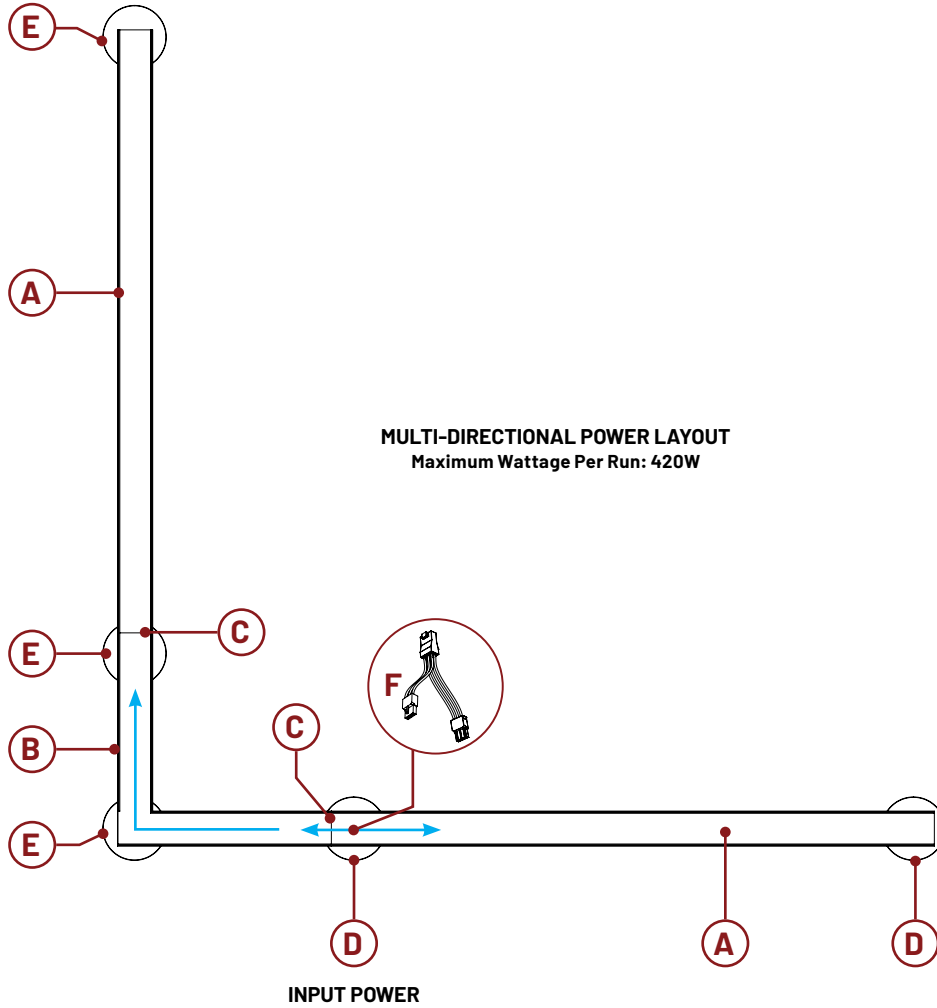 E
A
MULTI-DIRECTIONAL POWER LAYOUT
Maximum Wattage Per Run: 420W
C
E
F
C
B
E
D
A
D
INPUT POWER